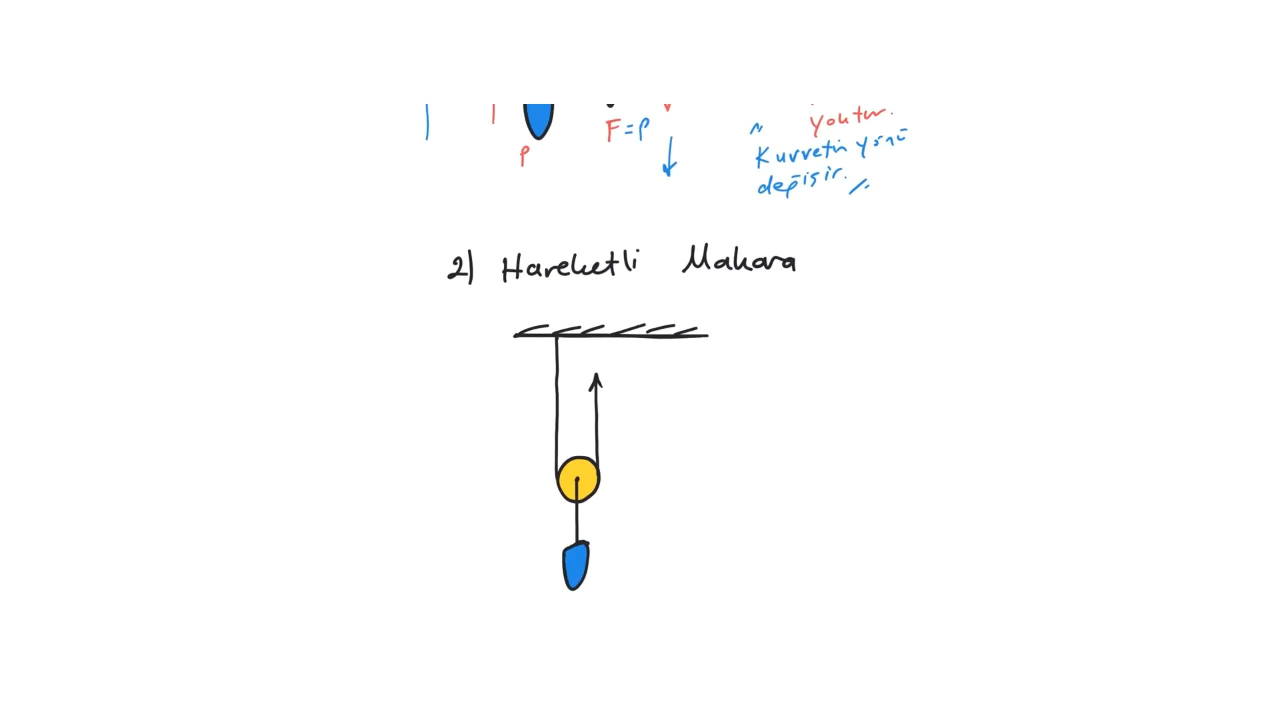 F=P
P
yoktur.
"Kuvvetin yönü
değişir."
2) Hareketli Makara